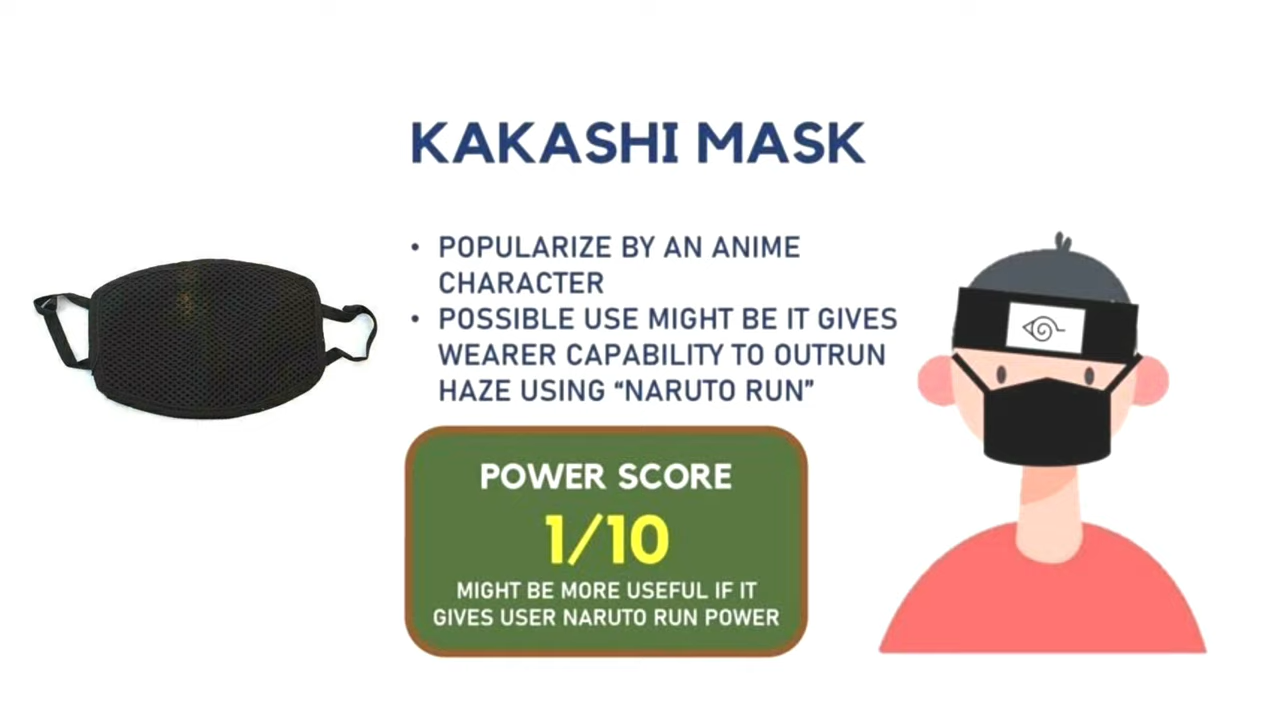 KAKASHI MASK
• POPULARIZE BY AN ANIME
CHARACTER
• POSSIBLE USE MIGHT BE IT GIVES
WEARER CAPABILITY TO OUTRUN
HAZE USING “NARUTO RUN”
POWER SCORE
1/10
MIGHT BE MORE USEFUL IF IT
GIVES USER NARUTO RUN POWER